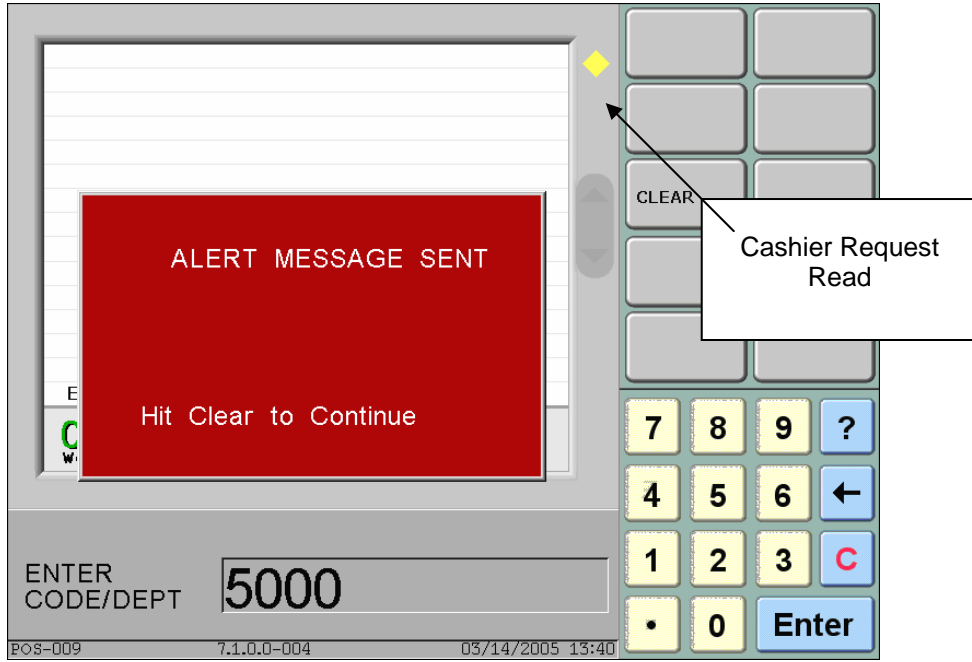 CLEAR
Cashier Request
Read
ALERT MESSAGE SENT
Hit Clear to Continue
7 8 9 ?
4 5 6 ←
1 2 3 C
• 0 Enter
ENTER
CODE/DEPT 5000
POS-009 7.1.0.0-004 03/14/2005 13:40